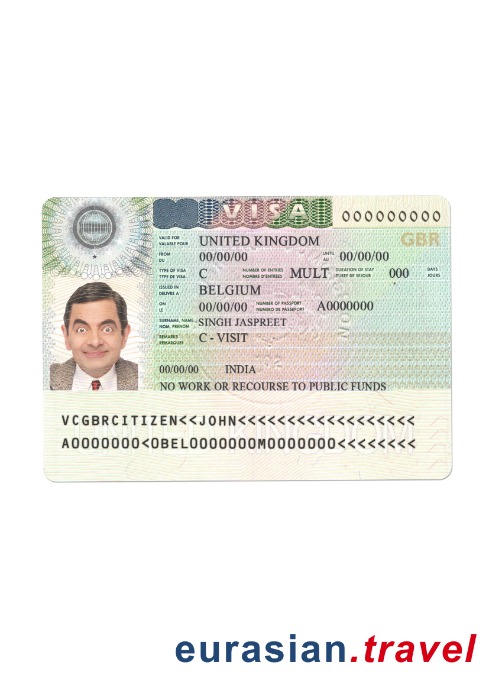 VISA 000000000
VALID FOR
VALABLE POUR UNITED KINGDOM GBR
FROM
DU 00/00/00 UNTIL
AU 00/00/00
TYPE OF VISA
TYPE DE VISA C NUMBER OF ENTRIES
NOMBRE D'ENTREES MULT DURATION OF STAY
DUREE DE SEJOUR 000 DAYS
JOURS
ISSUED IN
DELIVRE A BELGIUM
ON
LE 00/00/00 NUMBER OF PASSPORT
NUMERO DE PASSEPORT A0000000
SURNAME, NAME
NOM, PRENOM SINGH JASPREET
REMARKS
REMARQUES C - VISIT
00/00/00 INDIA
NO WORK OR RECOURSE TO PUBLIC FUNDS
VCGBRCITIZEN<<JOHN<<<<<<<<<<<<<<<<<<
A0000000<0BEL0000000M0000000<<<<<<<<
eurasian.travel